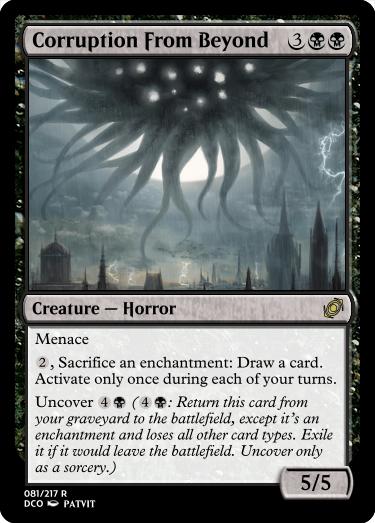 Corruption From Beyond 3
Creature — Horror
Menace
2, Sacrifice an enchantment: Draw a card.
Activate only once during each of your turns.
Uncover 4 (4: Return this card from
your graveyard to the battlefield, except it's an
enchantment and loses all other card types. Exile
it if it would leave the battlefield. Uncover only
as a sorcery.)
5/5
081/217 R
DCO PATVIT